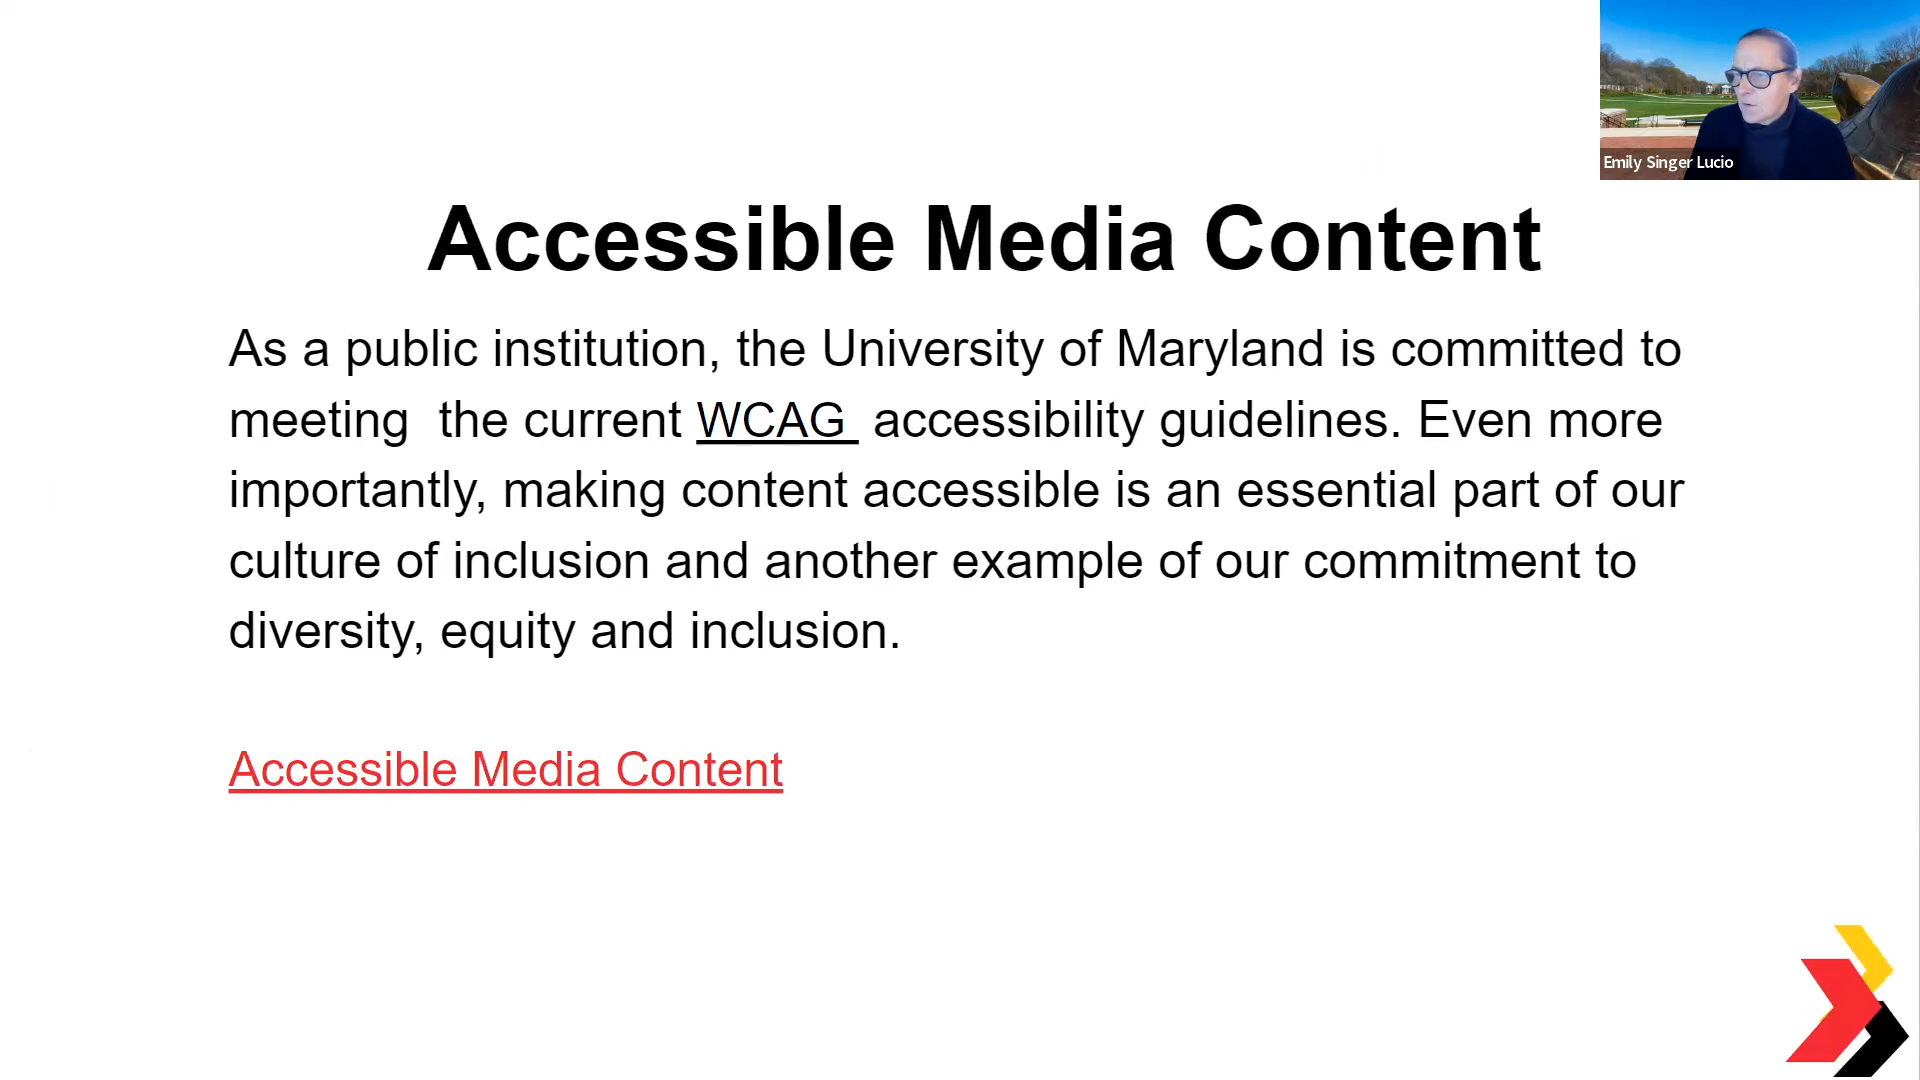 Emily Singer Lucio
Accessible Media Content
As a public institution, the University of Maryland is committed to
meeting  the current WCAG  accessibility guidelines. Even more
importantly, making content accessible is an essential part of our
culture of inclusion and another example of our commitment to
diversity, equity and inclusion.
Accessible Media Content